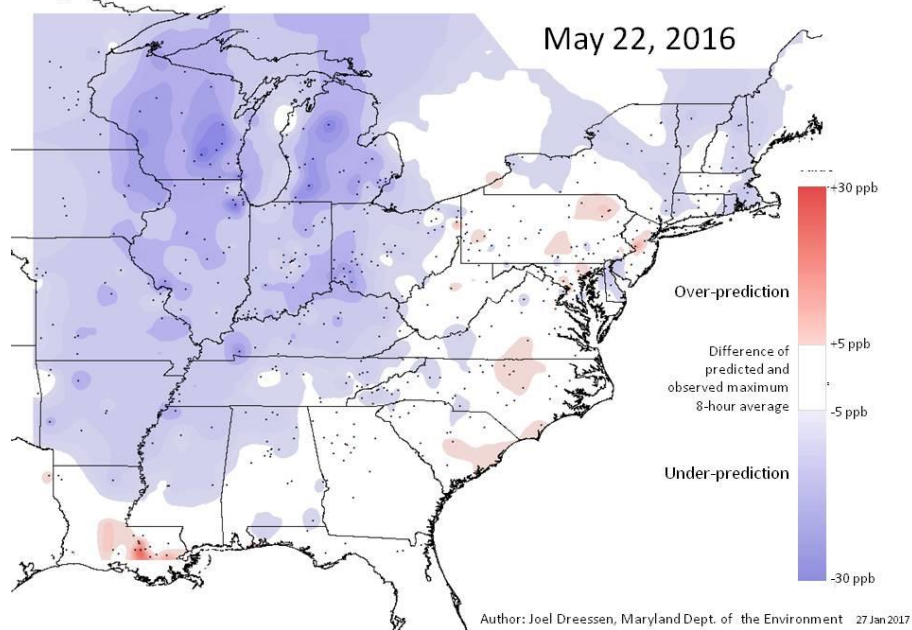 May 22, 2016
+30 ppb
Over-prediction
+5 ppb
Difference of
predicted and
observed maximum
8-hour average
-5 ppb
Under-prediction
-30 ppb
Author: Joel Dreessen, Maryland Dept. of the Environment 27 Jan 2017